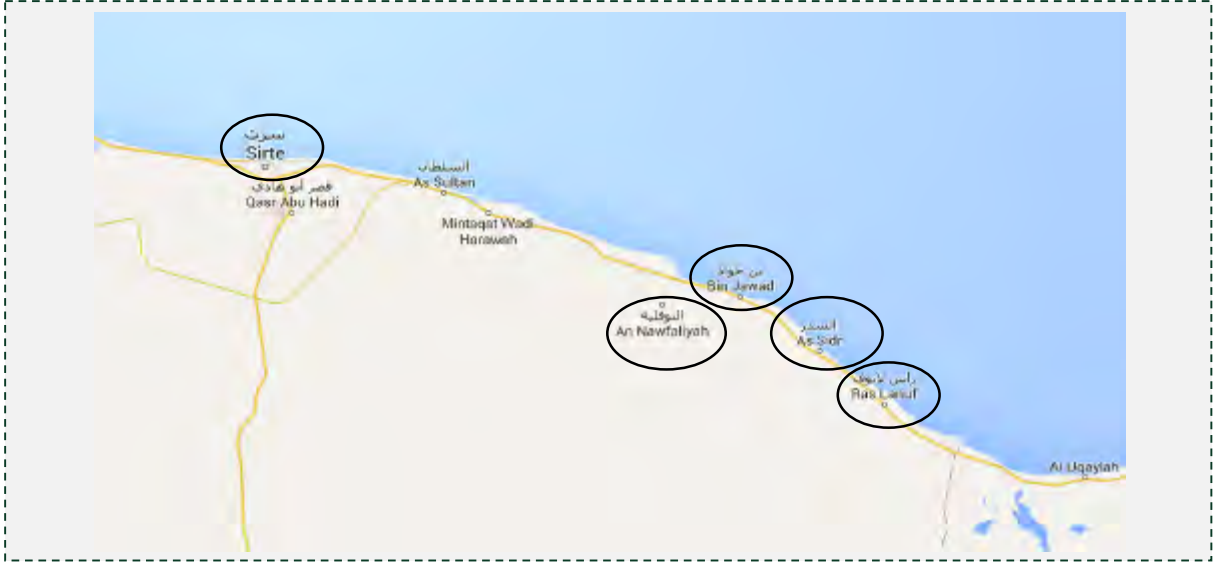 سرت
Sirte
قصر أبو هادي
Qasr Abu Hadi
السلطان
As Sultan
Mintaqat Wadi
Harawah
بن جواد
Bin Jawad
النوفلية
An Nawfaliyah
السدر
As Sidr
راس لانوف
Ras Lanuf
Al Uqaylah